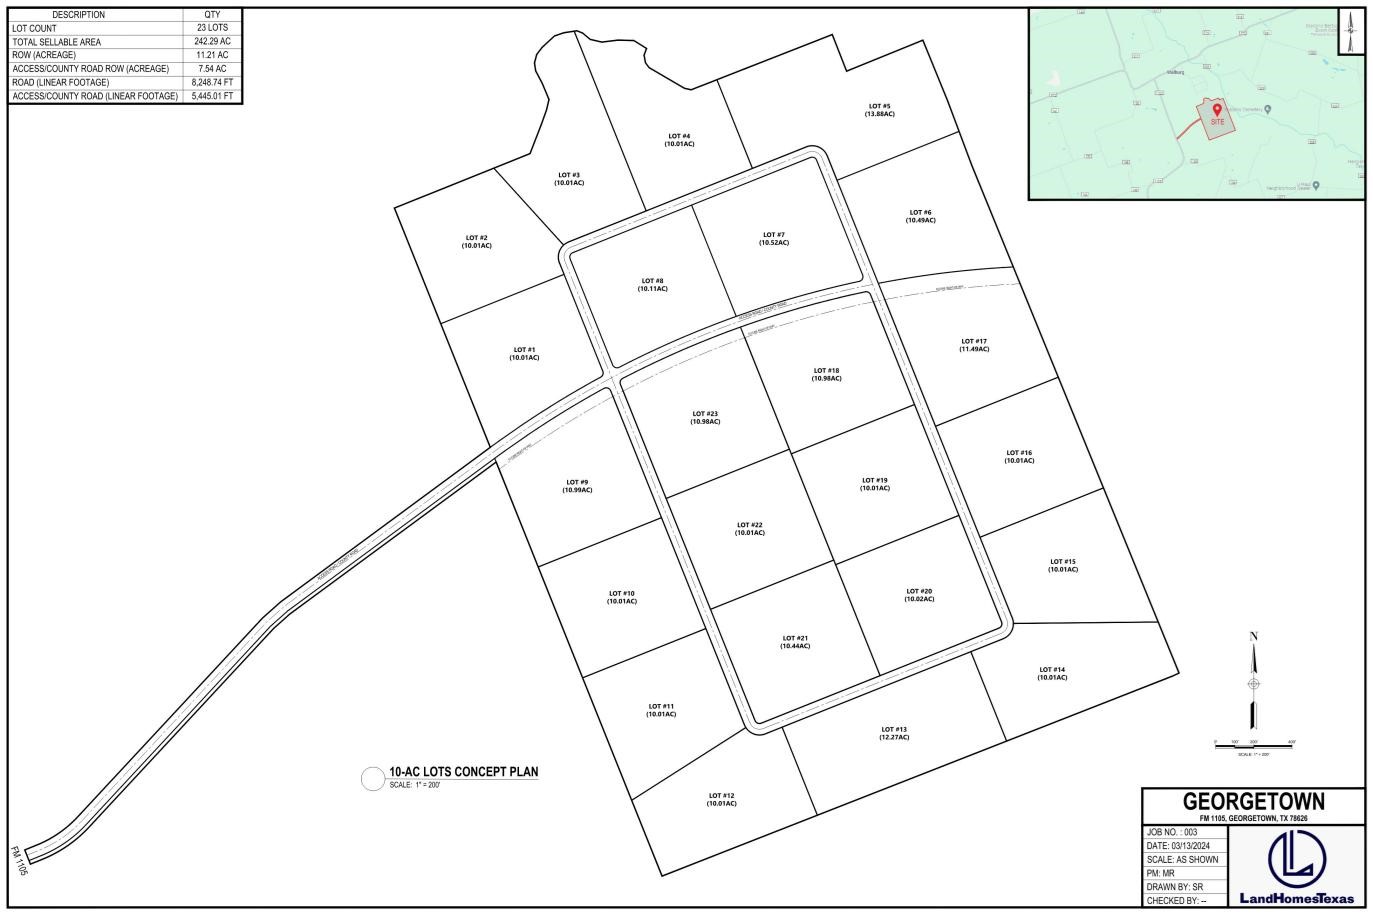 DESCRIPTION QTY
LOT COUNT 23 LOTS
TOTAL SELLABLE AREA 242.29 AC
ROW (ACREAGE) 11.21 AC
ACCESS/COUNTY ROAD ROW (ACREAGE) 7.54 AC
ROAD (LINEAR FOOTAGE) 8,248.74 FT
ACCESS/COUNTY ROAD (LINEAR FOOTAGE) 5,445.01 FT
Walburg
SITE
LOT #5
(13.88AC)
LOT #4
(10.01AC)
LOT #3
(10.01AC)
LOT #6
(10.49AC)
LOT #2
(10.01AC)
LOT #7
(10.52AC)
LOT #8
(10.11AC)
LOT #1
(10.01AC)
LOT #17
(11.49AC)
LOT #18
(10.98AC)
LOT #23
(10.98AC)
LOT #16
(10.01AC)
LOT #9
(10.99AC)
LOT #19
(10.01AC)
LOT #22
(10.01AC)
LOT #15
(10.01AC)
LOT #10
(10.01AC)
LOT #20
(10.02AC)
LOT #21
(10.44AC)
LOT #14
(10.01AC)
LOT #11
(10.01AC)
LOT #13
(12.27AC)
LOT #12
(10.01AC)
N
0' 100' 200' 400'
SCALE: 1" = 200'
10-AC LOTS CONCEPT PLAN
SCALE: 1" = 200'
FM 1105
GEORGETOWN
FM 1105, GEORGETOWN, TX 78626
JOB NO. : 003
DATE: 03/13/2024
SCALE: AS SHOWN
PM: MR
DRAWN BY: SR
CHECKED BY: --
LandHomesTexas